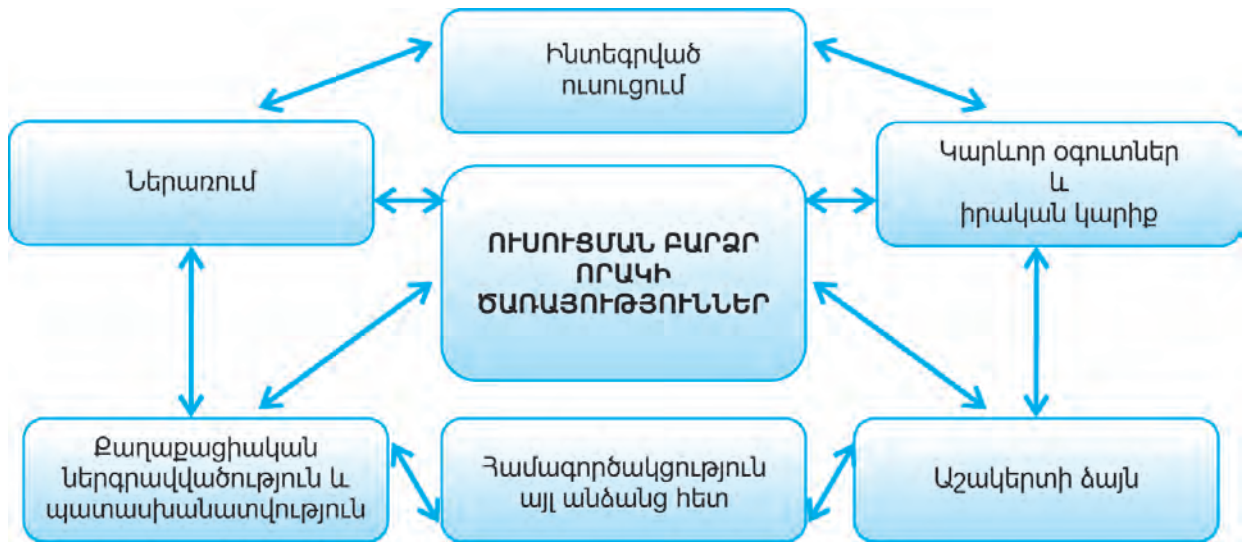 Ինտեգրված
ուսուցում
Ներառում
Կարևոր օգուտներ
և
իրական կարիք
ՈՒՍՈՒՑՄԱՆ ԲԱՐՁՐ
ՈՐԱԿԻ
ԾԱՌԱՅՈՒԹՅՈՒՆՆԵՐ
Քաղաքացիական
ներգրավվածություն և
պատասխանատվություն
Համագործակցություն
այլ անձանց հետ
Աշակերտի ձայն